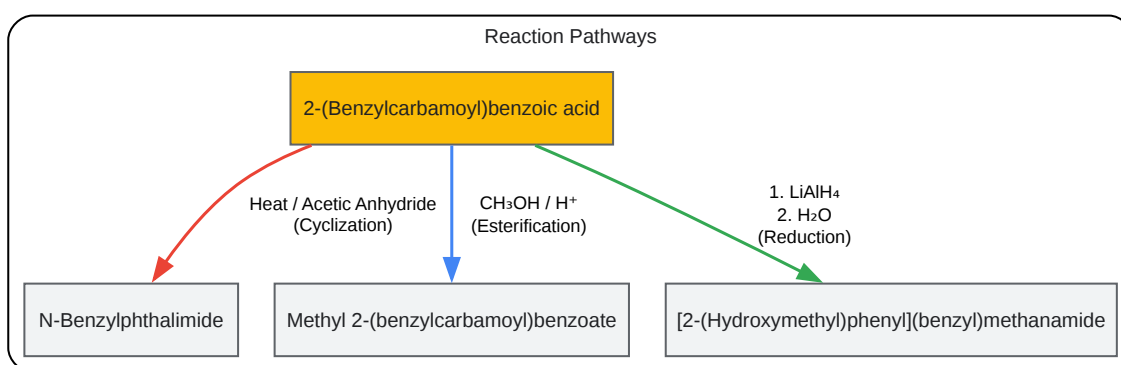 Reaction Pathways
2-(Benzylcarbamoyl)benzoic acid
Heat / Acetic Anhydride
(Cyclization)
CH₃OH / H⁺
(Esterification)
1. LiAlH₄
2. H₂O
(Reduction)
N-Benzylphthalimide
Methyl 2-(benzylcarbamoyl)benzoate
[2-(Hydroxymethyl)phenyl](benzyl)methanamide